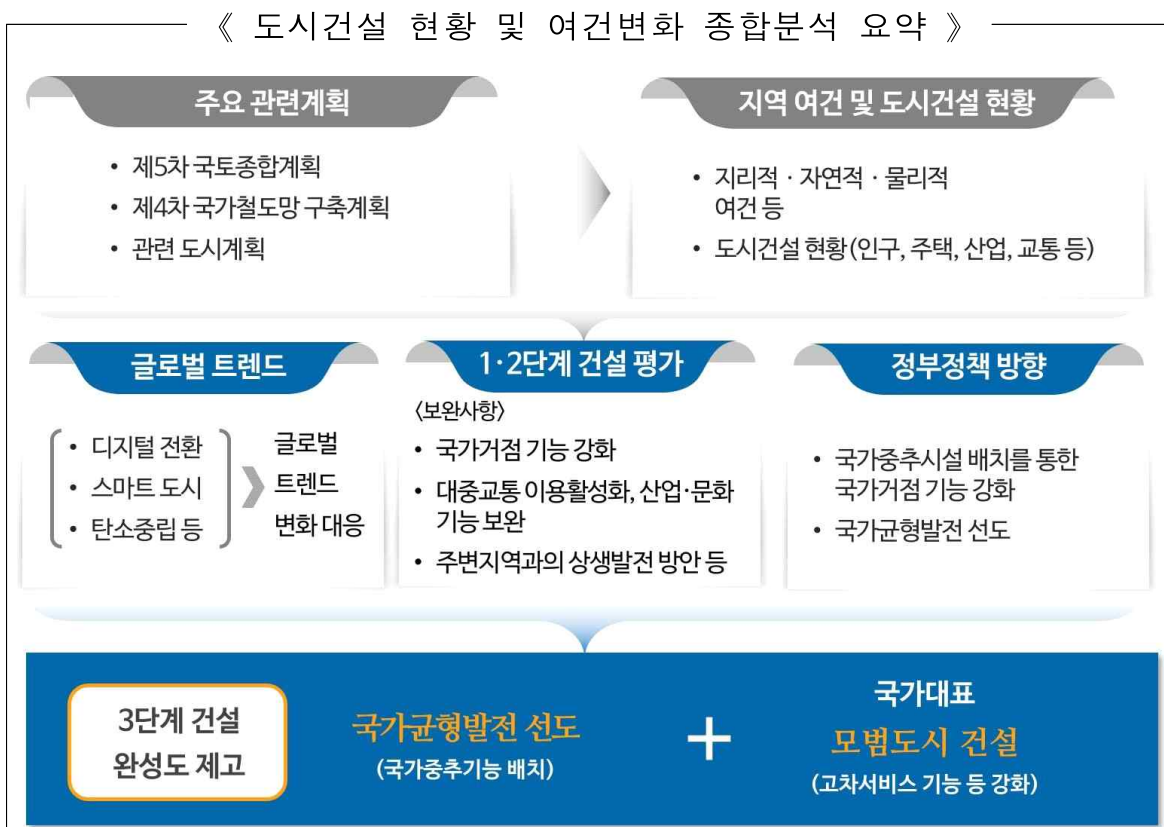 《 도시건설 현황 및 여건변화 종합분석 요약 》
주요 관련계획
• 제5차 국토종합계획
• 제4차 국가철도망 구축계획
• 관련 도시계획
지역 여건 및 도시건설 현황
• 지리적 · 자연적 · 물리적
여건 등
• 도시건설 현황(인구, 주택, 산업, 교통 등)
글로벌 트렌드
• 디지털 전환
• 스마트 도시
• 탄소중립 등
글로벌
트렌드
변화 대응
1·2단계 건설 평가
〈보완사항〉
• 국가거점 기능 강화
• 대중교통 이용활성화, 산업·문화
기능 보완
• 주변지역과의 상생발전 방안 등
정부정책 방향
• 국가중추시설 배치를 통한
국가거점 기능 강화
• 국가균형발전 선도
3단계 건설
완성도 제고
국가균형발전 선도
(국가중추기능 배치)
+
국가대표
모범도시 건설
(고차서비스 기능 등 강화)